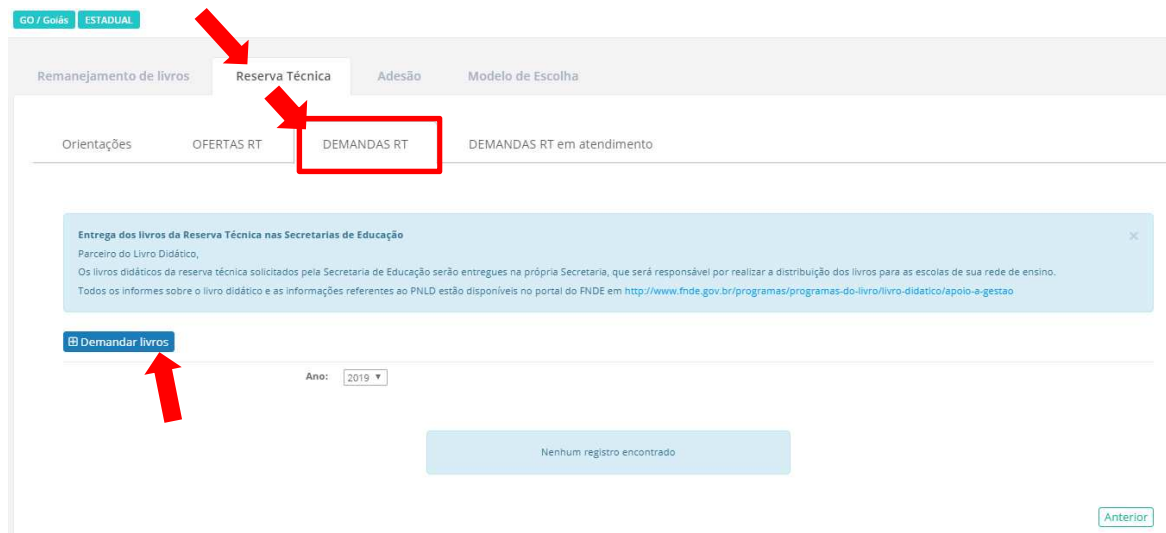 GO / Goiás ESTADUAL
Remanejamento de livros Reserva Técnica Adesão Modelo de Escolha
Orientações OFERTAS RT DEMANDAS RT DEMANDAS RT em atendimento
Entrega dos livros da Reserva Técnica nas Secretarias de Educação ×
Parceiro do Livro Didático,
Os livros didáticos da reserva técnica solicitados pela Secretaria de Educação serão entregues na própria Secretaria, que será responsável por realizar a distribuição dos livros para as escolas de sua rede de ensino.
Todos os informes sobre o livro didático e as informações referentes ao PNLD estão disponíveis no portal do FNDE em http://www.fnde.gov.br/programas/programas-do-livro/livro-didatico/apoio-a-gestao
Demandar livros
Ano: 2019
Nenhum registro encontrado
Anterior